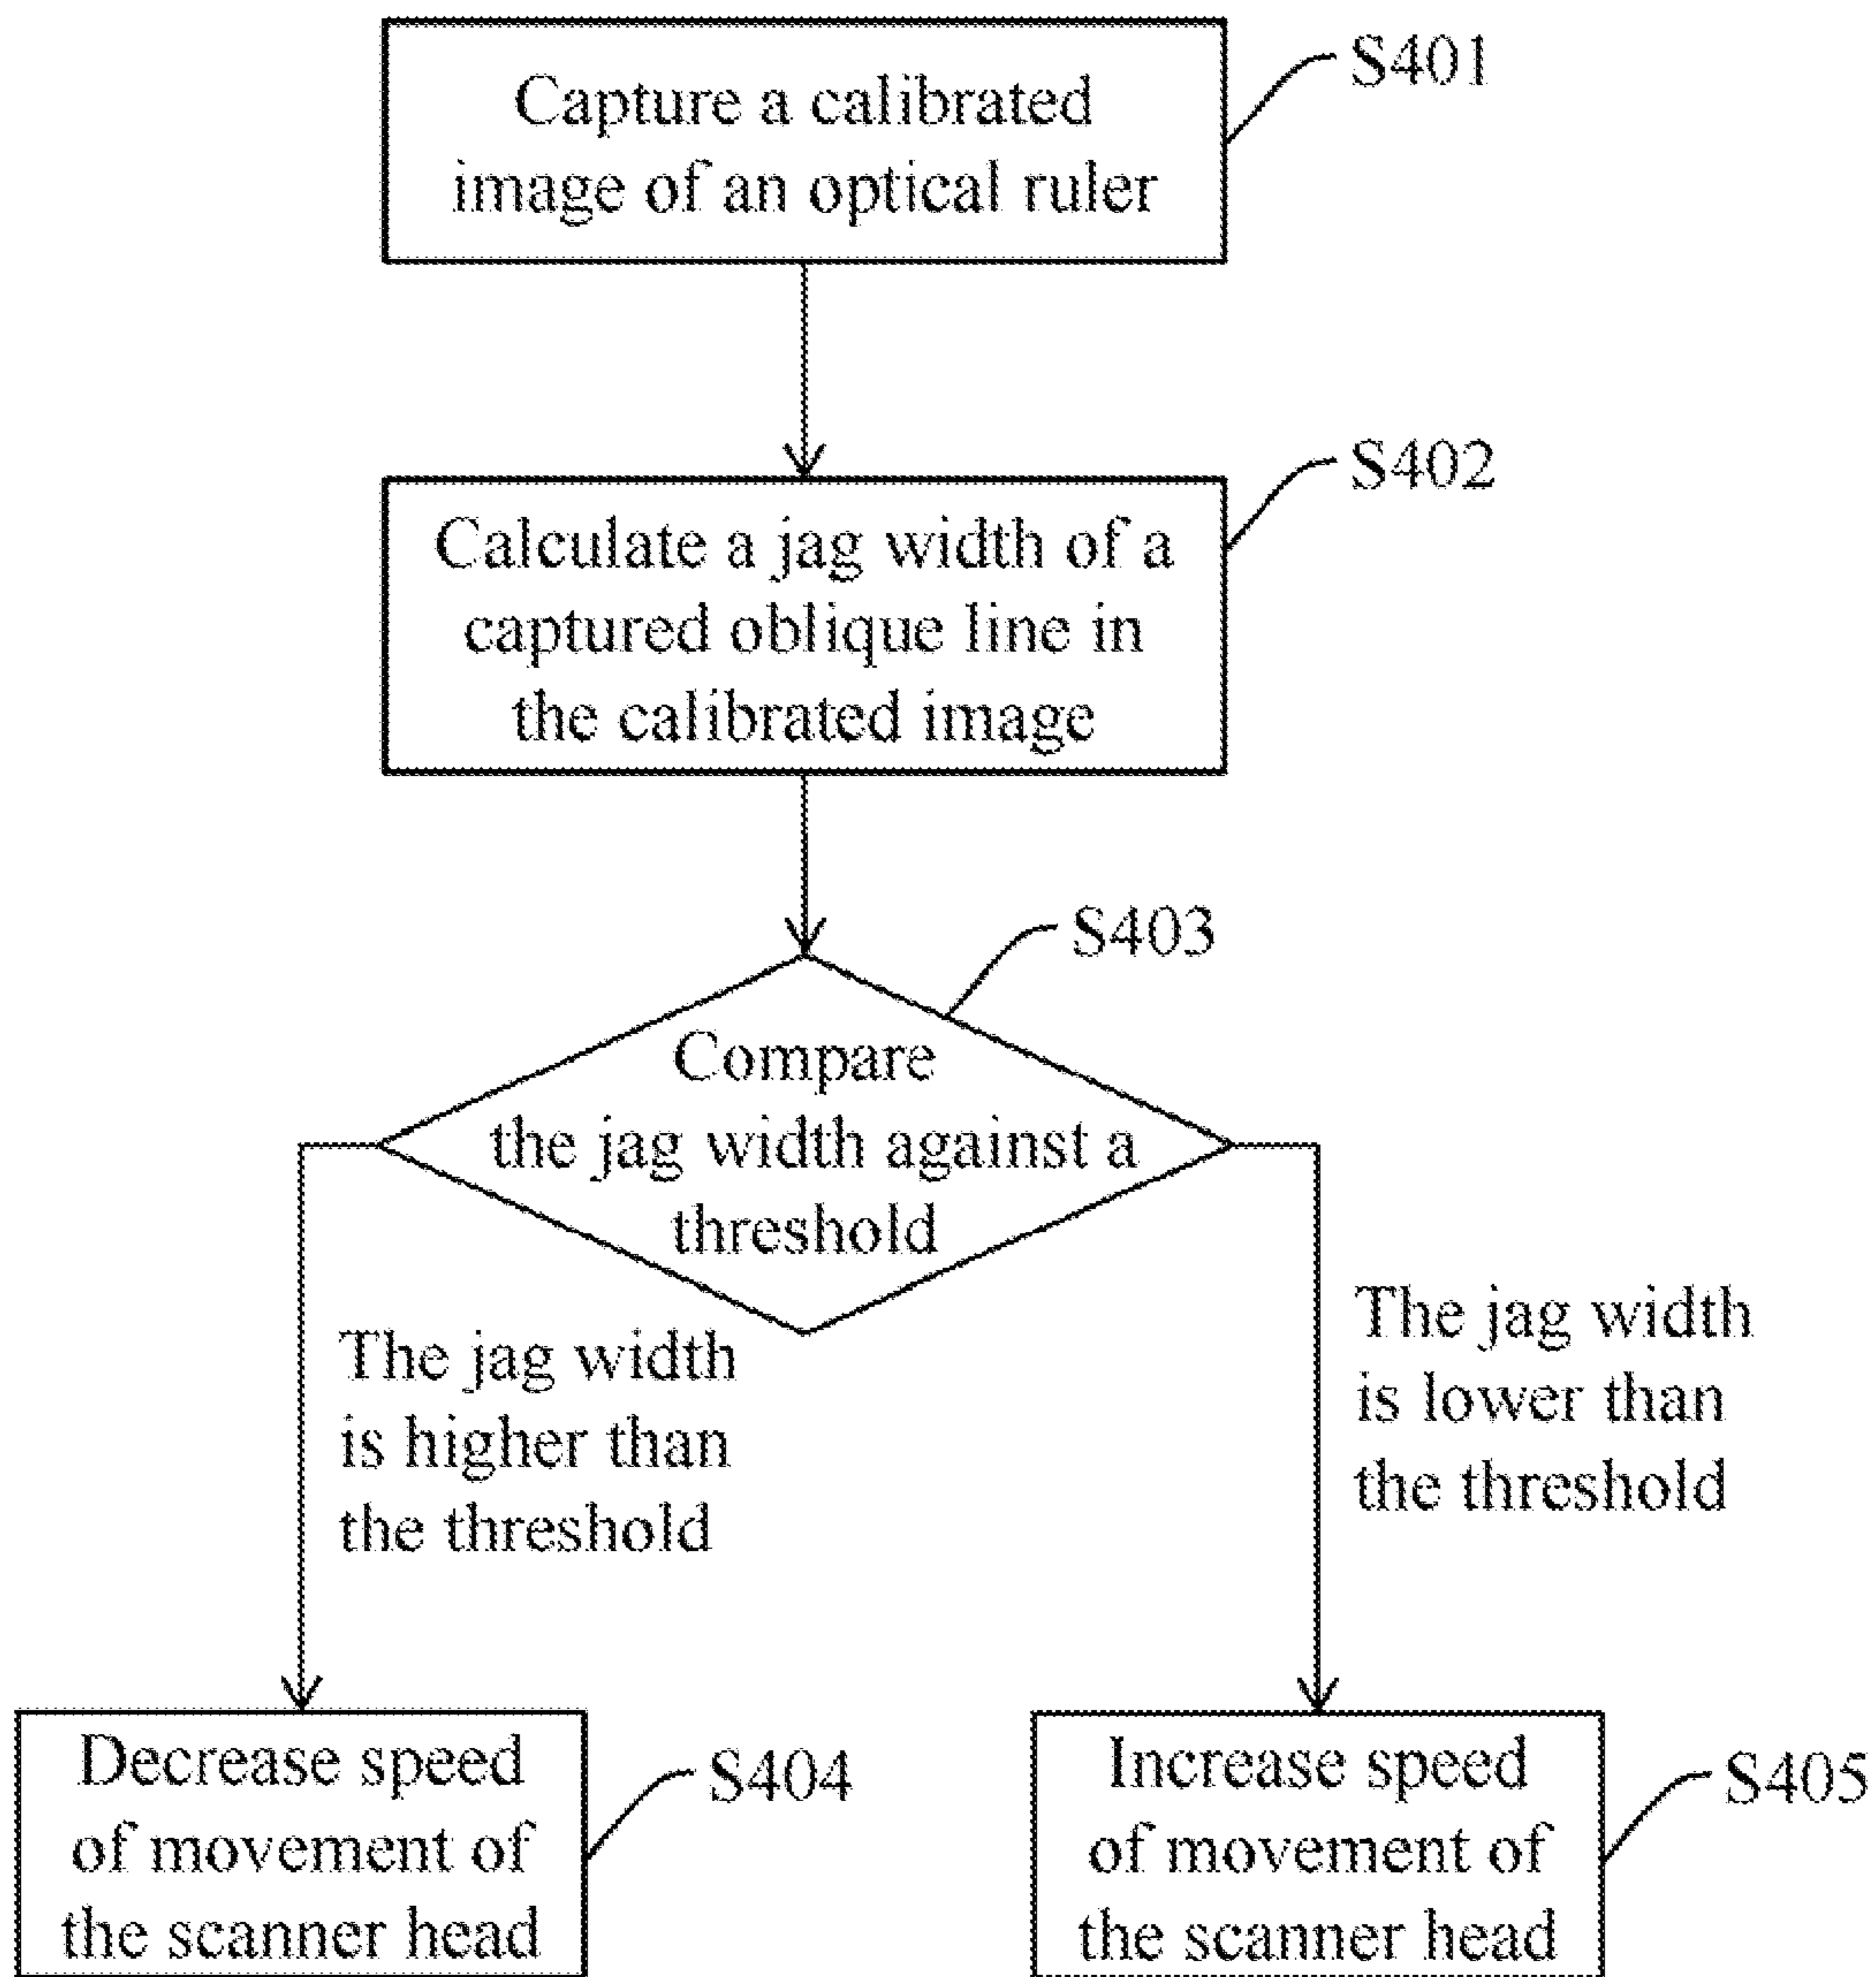 Capture a calibrated
image of an optical ruler
S401
Calculate a jag width of a
captured oblique line in
the calibrated image
S402
Compare
the jag width against a
threshold
S403
The jag width
is higher than
the threshold
The jag width
is lower than
the threshold
Decrease speed
of movement of
the scanner head
S404
Increase speed
of movement of
the scanner head
S405